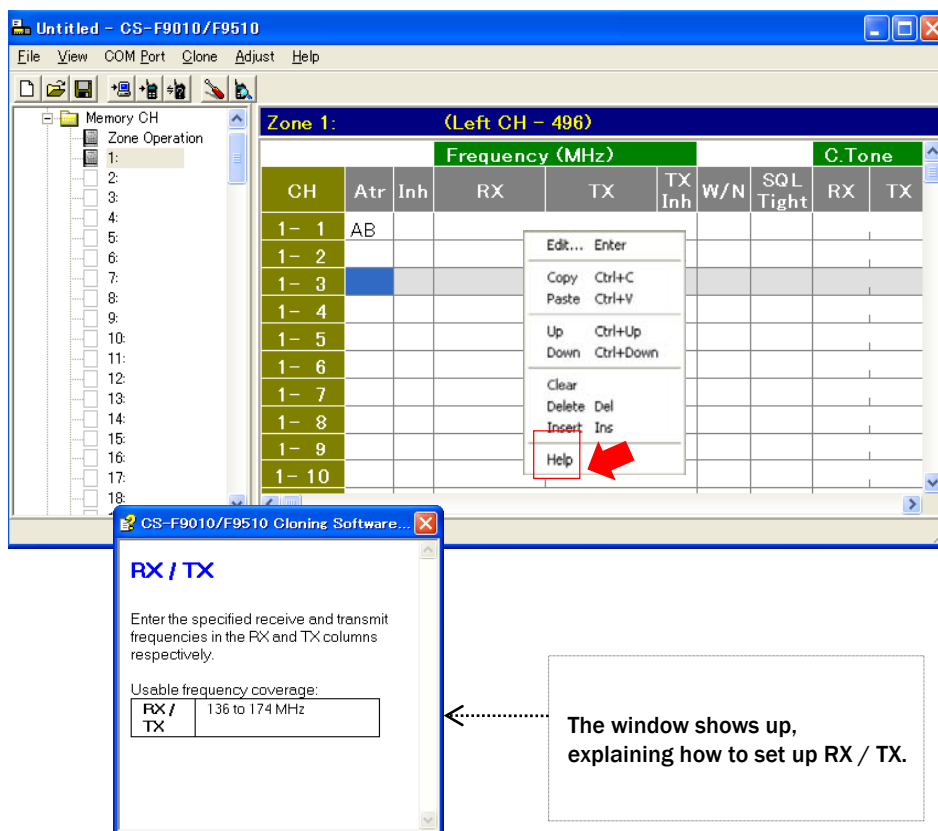 Untitled - CS-F9010/F9510
File View COM Port Clone Adjust Help
Memory CH
Zone Operation
1:
2:
3:
4:
5:
6:
7:
8:
9:
10:
11:
12:
13:
14:
15:
16:
17:
18:
Zone 1: (Left CH - 496)
Frequency (MHz) C.Tone
CH Atr Inh RX TX TX Inh W/N SQL Tight RX TX
1- 1 AB
1- 2
1- 3
1- 4
1- 5
1- 6
1- 7
1- 8
1- 9
1- 10
Edit... Enter
Copy Ctrl+C
Paste Ctrl+V
Up Ctrl+Up
Down Ctrl+Down
Clear
Delete Del
Insert Ins
Help
CS-F9010/F9510 Cloning Software...
RX / TX
Enter the specified receive and transmit
frequencies in the RX and TX columns
respectively.
Usable frequency coverage:
RX / TX 136 to 174 MHz
The window shows up,
explaining how to set up RX / TX.